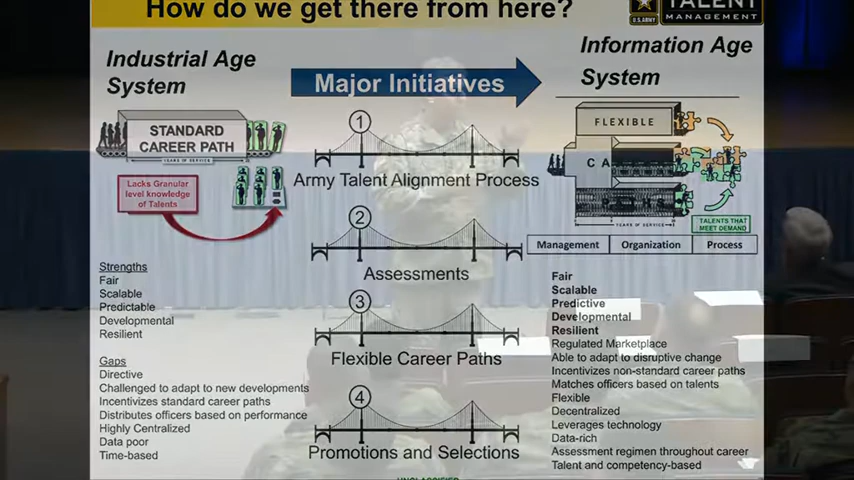 How do we get there from here?
U.S.ARMY
TALENT
MANAGEMENT
Industrial Age
System
Major Initiatives
Information Age
System
STANDARD
CAREER PATH
YEARS OF SERVICE
Lacks Granular
level knowledge
of Talents
1
Army Talent Alignment Process
2
Assessments
3
Flexible Career Paths
4
Promotions and Selections
FLEXIBLE
CA
YEARS OF SERVICE
TALENTS THAT
MEET DEMAND
Management
Organization
Process
Strengths
Fair
Scalable
Predictable
Developmental
Resilient
Gaps
Directive
Challenged to adapt to new developments
Incentivizes standard career paths
Distributes officers based on performance
Highly Centralized
Data poor
Time-based
Fair
Scalable
Predictive
Developmental
Resilient
Regulated Marketplace
Able to adapt to disruptive change
Incentivizes non-standard career paths
Matches officers based on talents
Flexible
Decentralized
Leverages technology
Data-rich
Assessment regimen throughout career
Talent and competency-based